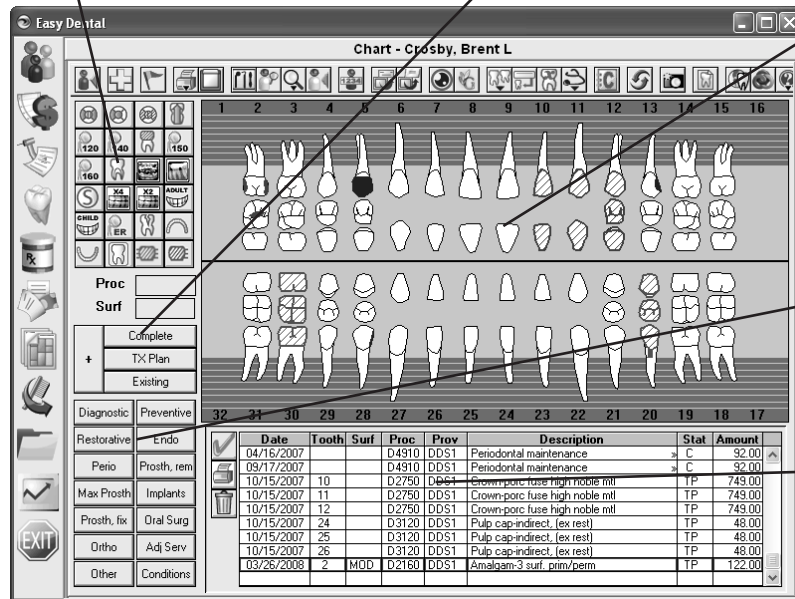 Easy Dental
Chart - Crosby, Brent L
1 2 3 4 5 6 7 8 9 10 11 12 13 14 15 16
120 140 150
160
S X4 X2 ADULT
CHILD ER
Proc
Surf
Complete
+ TX Plan
Existing
Diagnostic Preventive
Restorative Endo
Perio Prosth, rem
Max Prosth Implants
Prosth, fix Oral Surg
Ortho Adj Serv
Other Conditions
Rx
EXIT
32 31 30 29 28 27 26 25 24 23 22 21 20 19 18 17
Date Tooth Surf Proc Prov Description Stat Amount
04/16/2007 D4910 DDS1 Periodontal maintenance » C 92.00
09/17/2007 D4910 DDS1 Periodontal maintenance » C 92.00
10/15/2007 10 D2750 DDS1 Crown-porc fuse high noble mtl TP 749.00
10/15/2007 11 D2750 DDS1 Crown-porc fuse high noble mtl TP 749.00
10/15/2007 12 D2750 DDS1 Crown-porc fuse high noble mtl TP 749.00
10/15/2007 24 D3120 DDS1 Pulp cap-indirect, (ex rest) TP 48.00
10/15/2007 25 D3120 DDS1 Pulp cap-indirect, (ex rest) TP 48.00
10/15/2007 26 D3120 DDS1 Pulp cap-indirect, (ex rest) TP 48.00
03/26/2008 2 MOD D2160 DDS1 Amalgam-3 surf. prim/perm TP 122.00